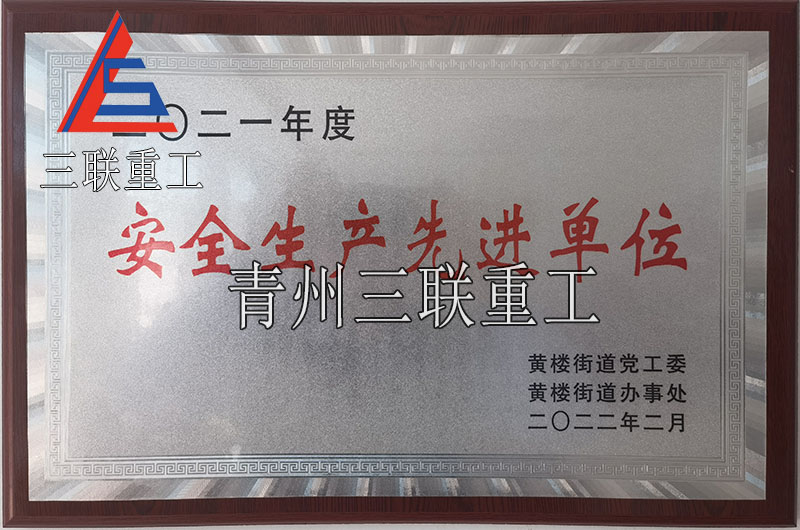 二〇二一年度
三联重工
安全生产先进单位
青州三联重工
黄楼街道党工委
黄楼街道办事处
二〇二二年二月